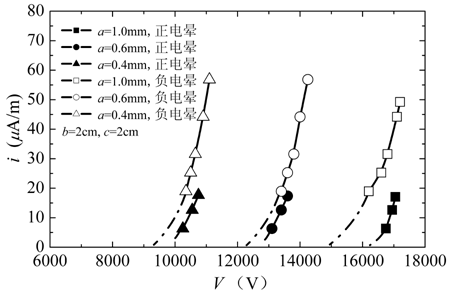 80
70
60
50
40
30
20
10
0
i (μA/m)
a=1.0mm, 正电晕
a=0.6mm, 正电晕
a=0.4mm, 正电晕
a=1.0mm, 负电晕
a=0.6mm, 负电晕
a=0.4mm, 负电晕
b=2cm, c=2cm
6000 8000 10000 12000 14000 16000 18000
V (V)